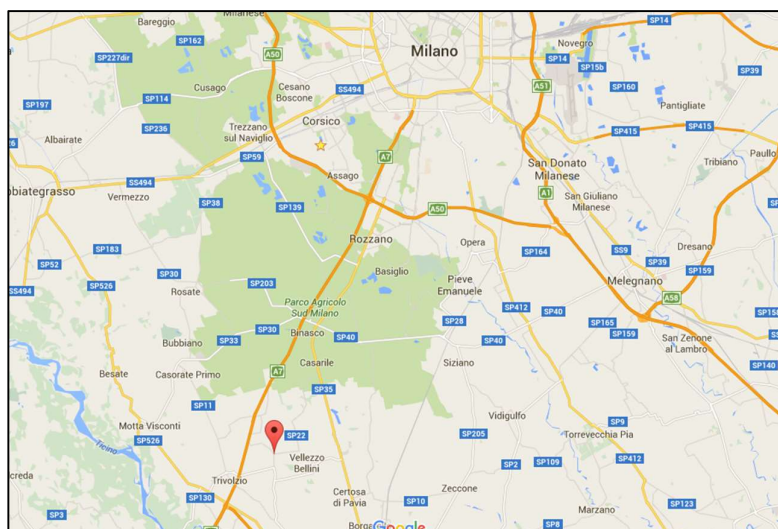 Bareggio
Milanese
SP162
A50
Milano
SP14
Novegro
SP14
SP15b
SP227dir
Cusago
Cesano
Boscone
SS494
A51
SP160
SP39
Pantigliate
SP197
SP114
SP236
Albairate
Trezzano
sul Naviglio
Corsico
SP415
SP415
Paullo
SP59
A7
Assago
San Donato
Milanese
Tribiano
SS494
bbiategrasso
Vermezzo
SP38
SP139
A50
A1
San Giuliano
Milanese
Rozzano
Opera
SP164
SS9
Dresano
SP183
SP52
SP30
Basiglio
SP39
SP159
SS494
SP526
Rosate
SP203
Pieve
Emanuele
Melegnano
A58
Parco Agricolo
Sud Milano
SP412
SP40
SP28
SP165
SP159
SP30
SP33
Bubbiano
Binasco
SP40
SP40
San Zenone
al Lambro
Besate
Casorate Primo
A7
Casarile
Siziano
SP140
SP35
SP11
Motta Visconti
SP526
SP22
Vidigulfo
SP9
SP205
Torrevecchia Pia
Ticino
Vellezzo
Bellini
SP2
SP109
SP412
Trivolzio
SP130
Certosa
di Pavia
Zeccone
SP10
SP123
SP3
Marzano
SP8
Google